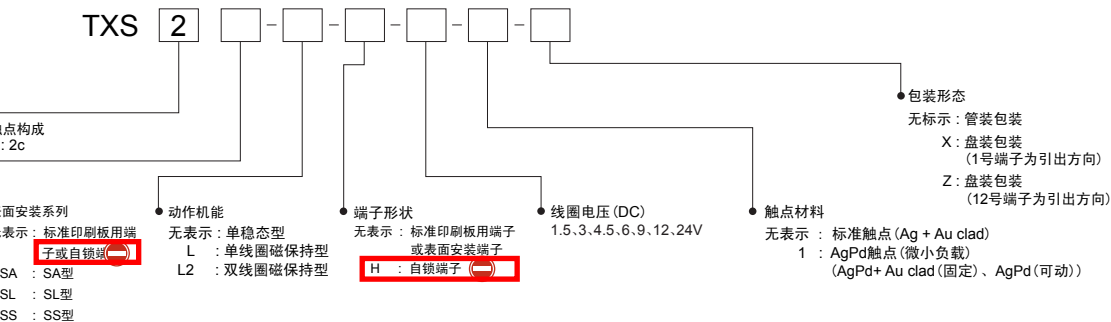 TXS 2 - - - - -
包装形态
无标示 : 管装包装
X : 盘装包装
(1号端子为引出方向)
Z : 盘装包装
(12号端子为引出方向)
点构成
: 2c
面安装系列
表示 : 标准印刷板用端
子或自锁端
SA : SA型
SL : SL型
SS : SS型
动作机能
无表示 : 单稳态型
L : 单线圈磁保持型
L2 : 双线圈磁保持型
端子形状
无表示 : 标准印刷板用端子
或表面安装端子
H : 自锁端子
线圈电压(DC)
1.5、3、4.5、6、9、12、24V
触点材料
无表示 : 标准触点(Ag + Au clad)
1 : AgPd触点(微小负载)
(AgPd+ Au clad(固定)、AgPd(可动))